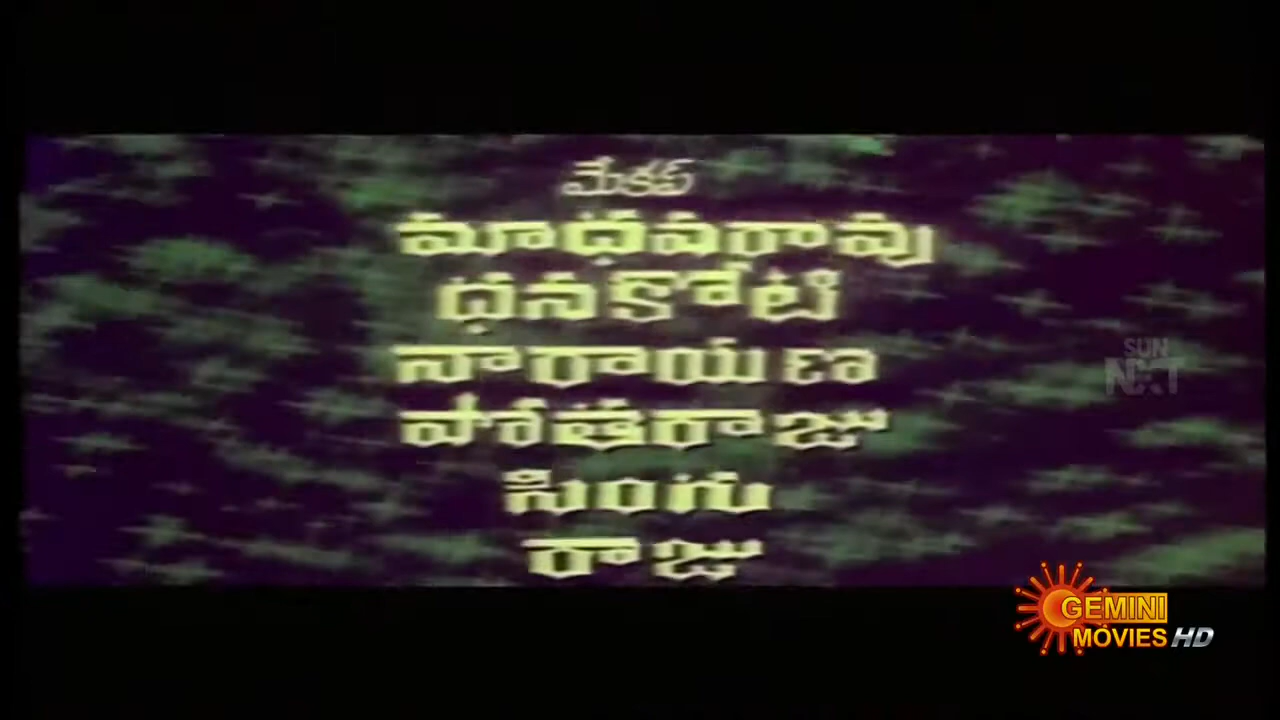 మేకప్
మాధవరావు
ధనకోటి
నారాయణ
పోతరాజు
సింగు
రాజు
SUN
NXT
GEMINI
MOVIES HD